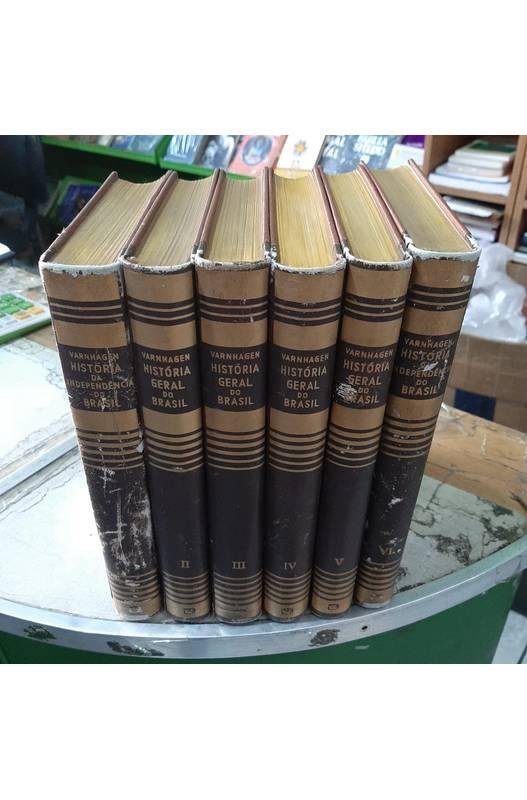 VARNHAGEN
HISTÓRIA
DA
INDEPENDÊNCIA
DO
BRASIL
VARNHAGEN
HISTÓRIA
GERAL DO
BRASIL
II
VARNHAGEN
HISTÓRIA
GERAL DO
BRASIL
III
VARNHAGEN
HISTÓRIA
GERAL DO
BRASIL
IV
VARNHAGEN
HISTÓRIA
GERAL DO
BRASIL
V
VARNHAGEN
HISTÓRIA
INDEPENDÊNCIA
DO
BRASIL
VI